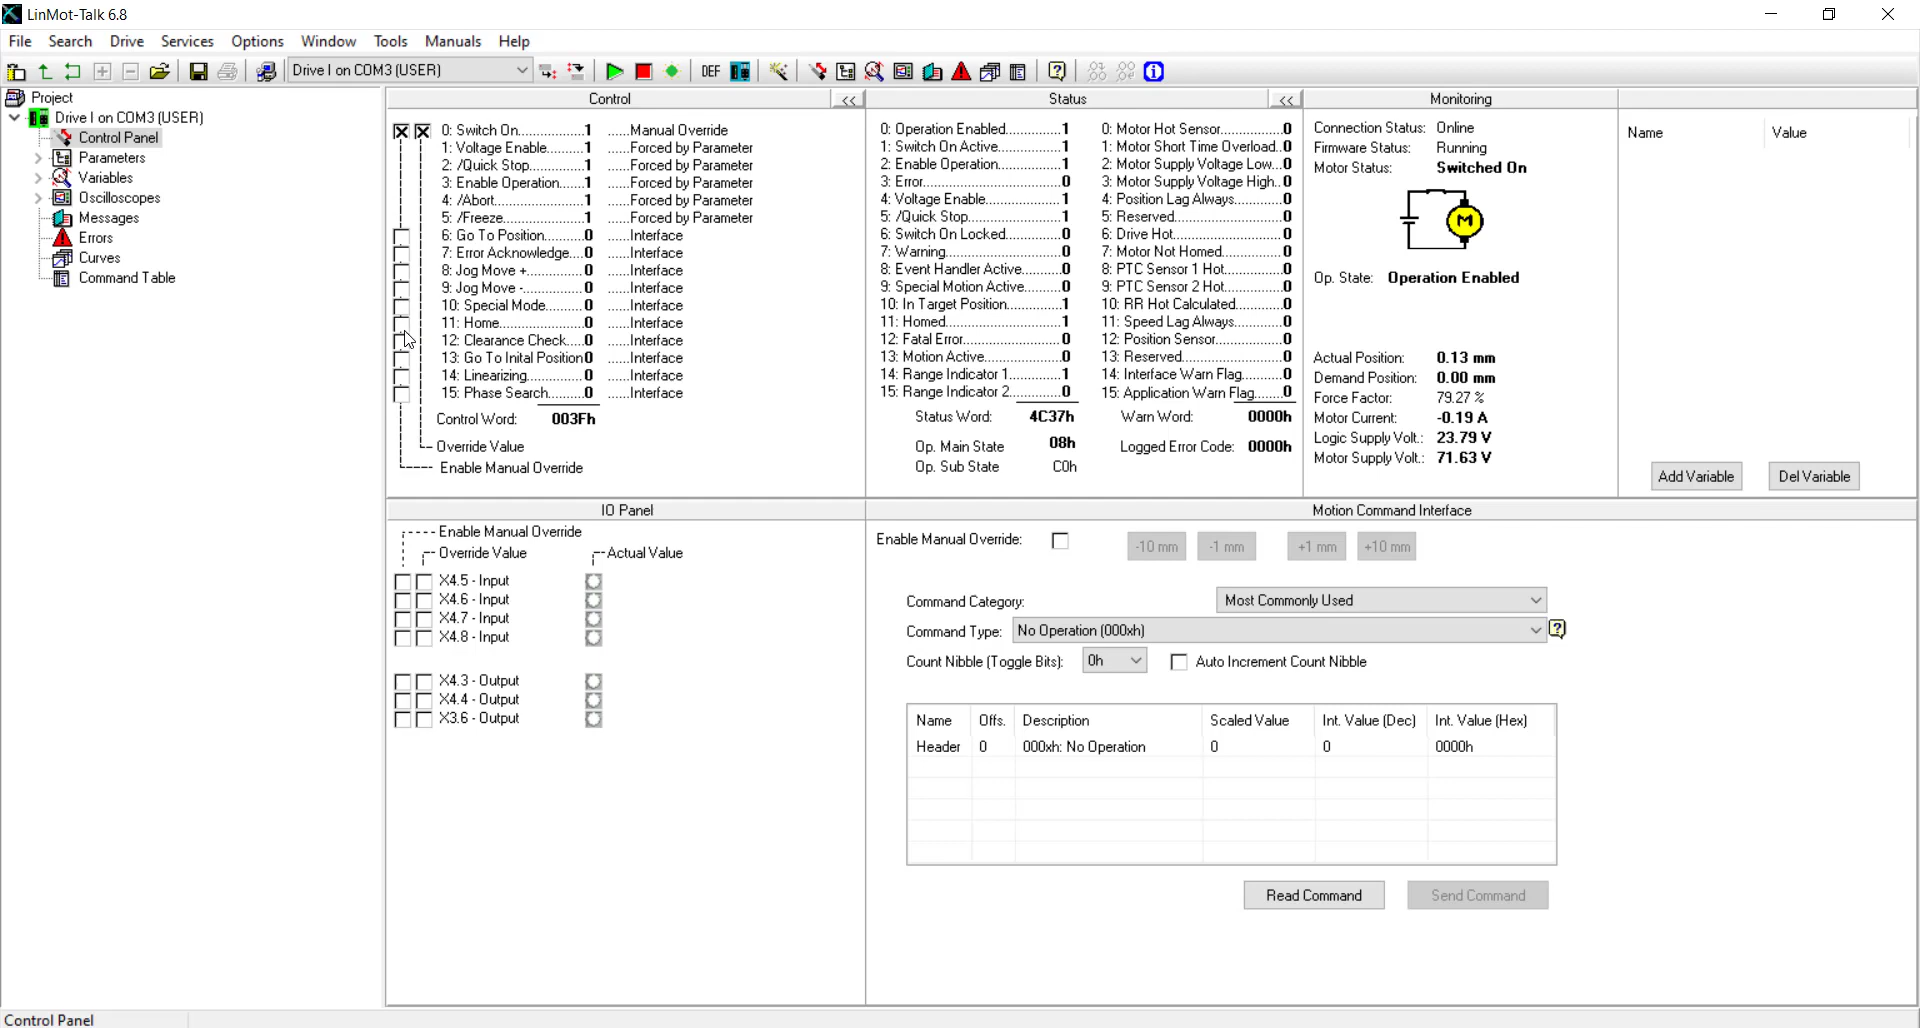 LinMot-Talk 6.8
File Search Drive Services Options Window Tools Manuals Help
Drive I on COM3 (USER)
DEF
Project
Drive I on COM3 (USER)
Control Panel
Parameters
Variables
Oscilloscopes
Messages
Errors
Curves
Command Table
Control <<
0: Switch On.................1 ......Manual Override
1: Voltage Enable..........1 ......Forced by Parameter
2: /Quick Stop...............1 ......Forced by Parameter
3: Enable Operation.......1 ......Forced by Parameter
4: /Abort.......................1 ......Forced by Parameter
5: /Freeze.....................1 ......Forced by Parameter
6: Go To Position...........0 ......Interface
7: Error Acknowledge....0 ......Interface
8: Jog Move +...............0 ......Interface
9: Jog Move -................0 ......Interface
10: Special Mode..........0 ......Interface
11: Home......................0 ......Interface
12: Clearance Check.....0 ......Interface
13: Go To Inital Position0 ......Interface
14: Linearizing...............0 ......Interface
15: Phase Search..........0 ......Interface
Control Word: 003Fh
Override Value
Enable Manual Override
Status <<
0: Operation Enabled............1
1: Switch On Active..............1
2: Enable Operation..............1
3: Error..................................0
4: Voltage Enable.................1
5: /Quick Stop......................1
6: Switch On Locked............0
7: Warning............................0
8: Event Handler Active........0
9: Special Motion Active.......0
10: In Target Position............1
11: Homed............................1
12: Fatal Error.......................0
13: Motion Active..................0
14: Range Indicator 1...........1
15: Range Indicator 2...........0
Status Word: 4C37h
Op. Main State 08h
Op. Sub State C0h
0: Motor Hot Sensor...............0
1: Motor Short Time Overload..0
2: Motor Supply Voltage Low...0
3: Motor Supply Voltage High..0
4: Position Lag Always............0
5: Reserved............................0
6: Drive Hot............................0
7: Motor Not Homed...............0
8: PTC Sensor 1 Hot...............0
9: PTC Sensor 2 Hot...............0
10: RR Hot Calculated............0
11: Speed Lag Always............0
12: Position Sensor.................0
13: Reserved..........................0
14: Interface Warn Flag..........0
15: Application Warn Flag.......0
Warn Word: 0000h
Logged Error Code: 0000h
Monitoring
Connection Status: Online
Firmware Status: Running
Motor Status: Switched On
M
Op. State: Operation Enabled
Actual Position: 0.13 mm
Demand Position: 0.00 mm
Force Factor: 79.27 %
Motor Current: -0.19 A
Logic Supply Volt.: 23.79 V
Motor Supply Volt.: 71.63 V
Name Value
Add Variable Del Variable
IO Panel
Enable Manual Override
Override Value Actual Value
X4.5 - Input
X4.6 - Input
X4.7 - Input
X4.8 - Input
X4.3 - Output
X4.4 - Output
X3.6 - Output
Motion Command Interface
Enable Manual Override: -10 mm -1 mm +1 mm +10 mm
Command Category: Most Commonly Used
Command Type: No Operation (000xh)
Count Nibble (Toggle Bits): 0h Auto Increment Count Nibble
Name Offs. Description Scaled Value Int. Value (Dec) Int. Value (Hex)
Header 0 000xh: No Operation 0 0 0000h
Read Command Send Command
Control Panel